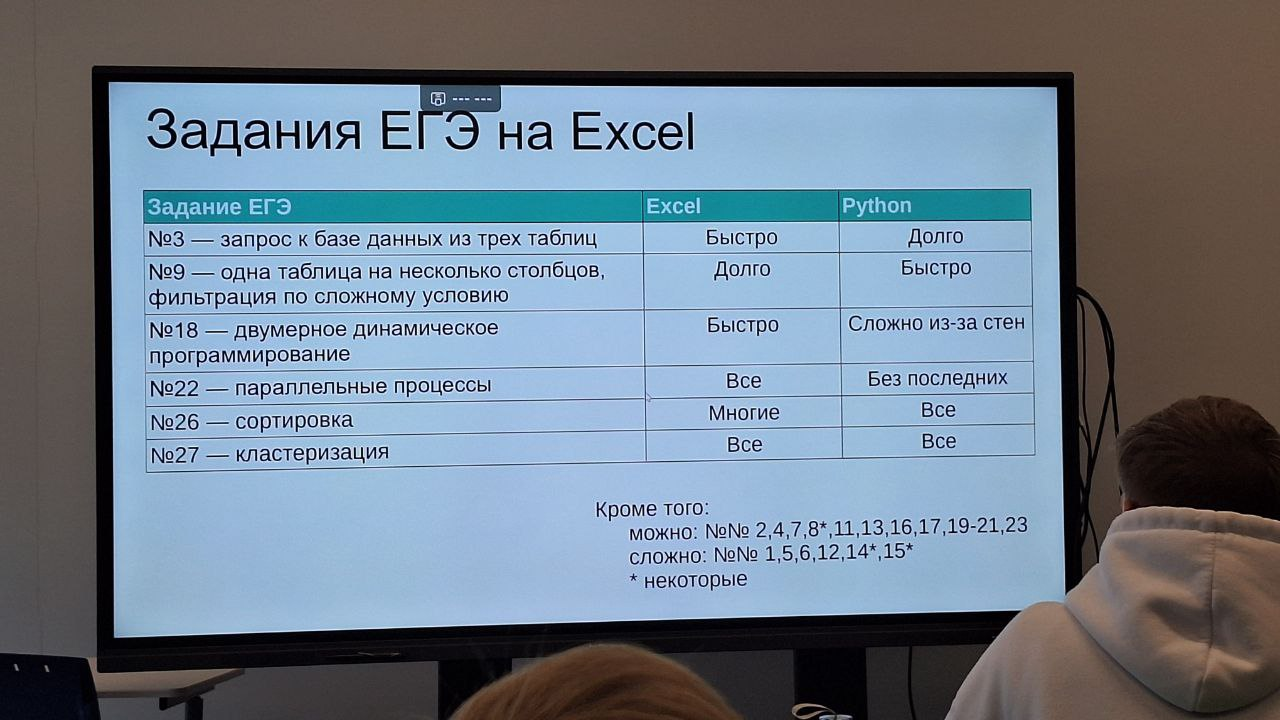 --- ---
Задания ЕГЭ на Excel
Задание ЕГЭ Excel Python
№3 — запрос к базе данных из трех таблиц Быстро Долго
№9 — одна таблица на несколько столбцов, Долго Быстро
фильтрация по сложному условию
№18 — двумерное динамическое Быстро Сложно из-за стен
программирование
№22 — параллельные процессы Все Без последних
№26 — сортировка Многие Все
№27 — кластеризация Все Все
Кроме того:
можно: №№ 2,4,7,8*,11,13,16,17,19-21,23
сложно: №№ 1,5,6,12,14*,15*
* некоторые